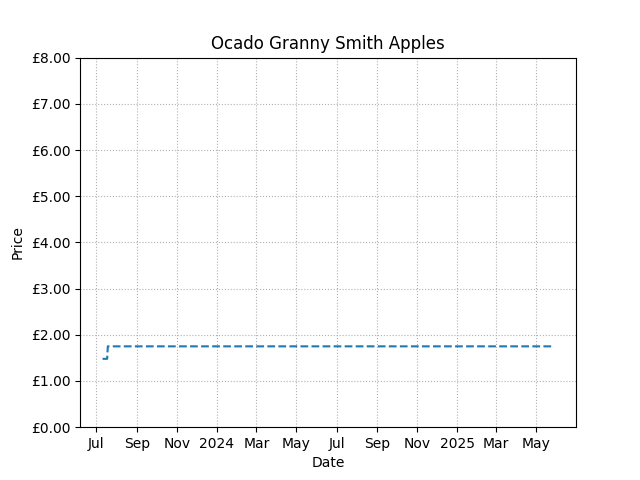 Ocado Granny Smith Apples
£8.00
£7.00
£6.00
£5.00
£4.00
£3.00
£2.00
£1.00
£0.00
Price
Jul Sep Nov 2024 Mar May Jul Sep Nov 2025 Mar May
Date